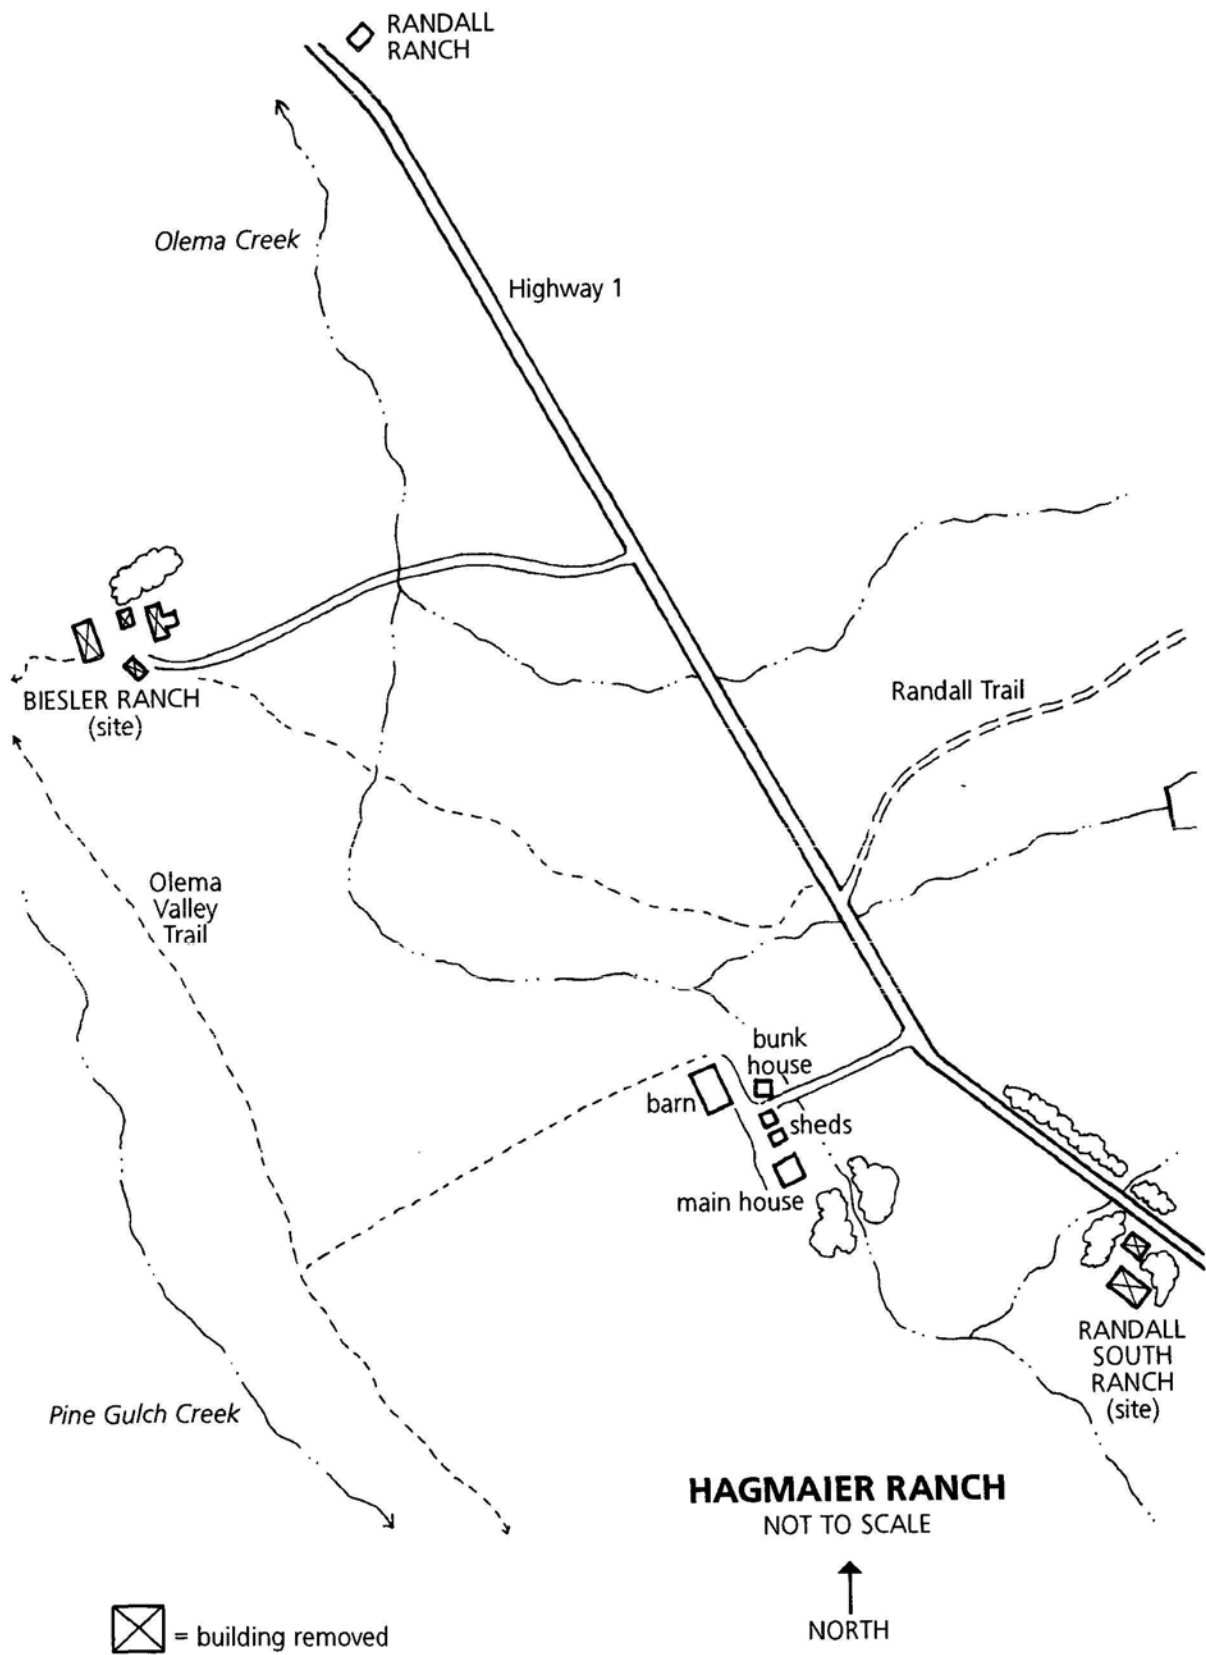 RANDALL
RANCH
Olema Creek
Highway 1
Randall Trail
BIESLER RANCH
(site)
Olema
Valley
Trail
bunk
house
barn
sheds
main house
RANDALL
SOUTH
RANCH
(site)
Pine Gulch Creek
HAGMAIER RANCH
NOT TO SCALE
NORTH
= building removed